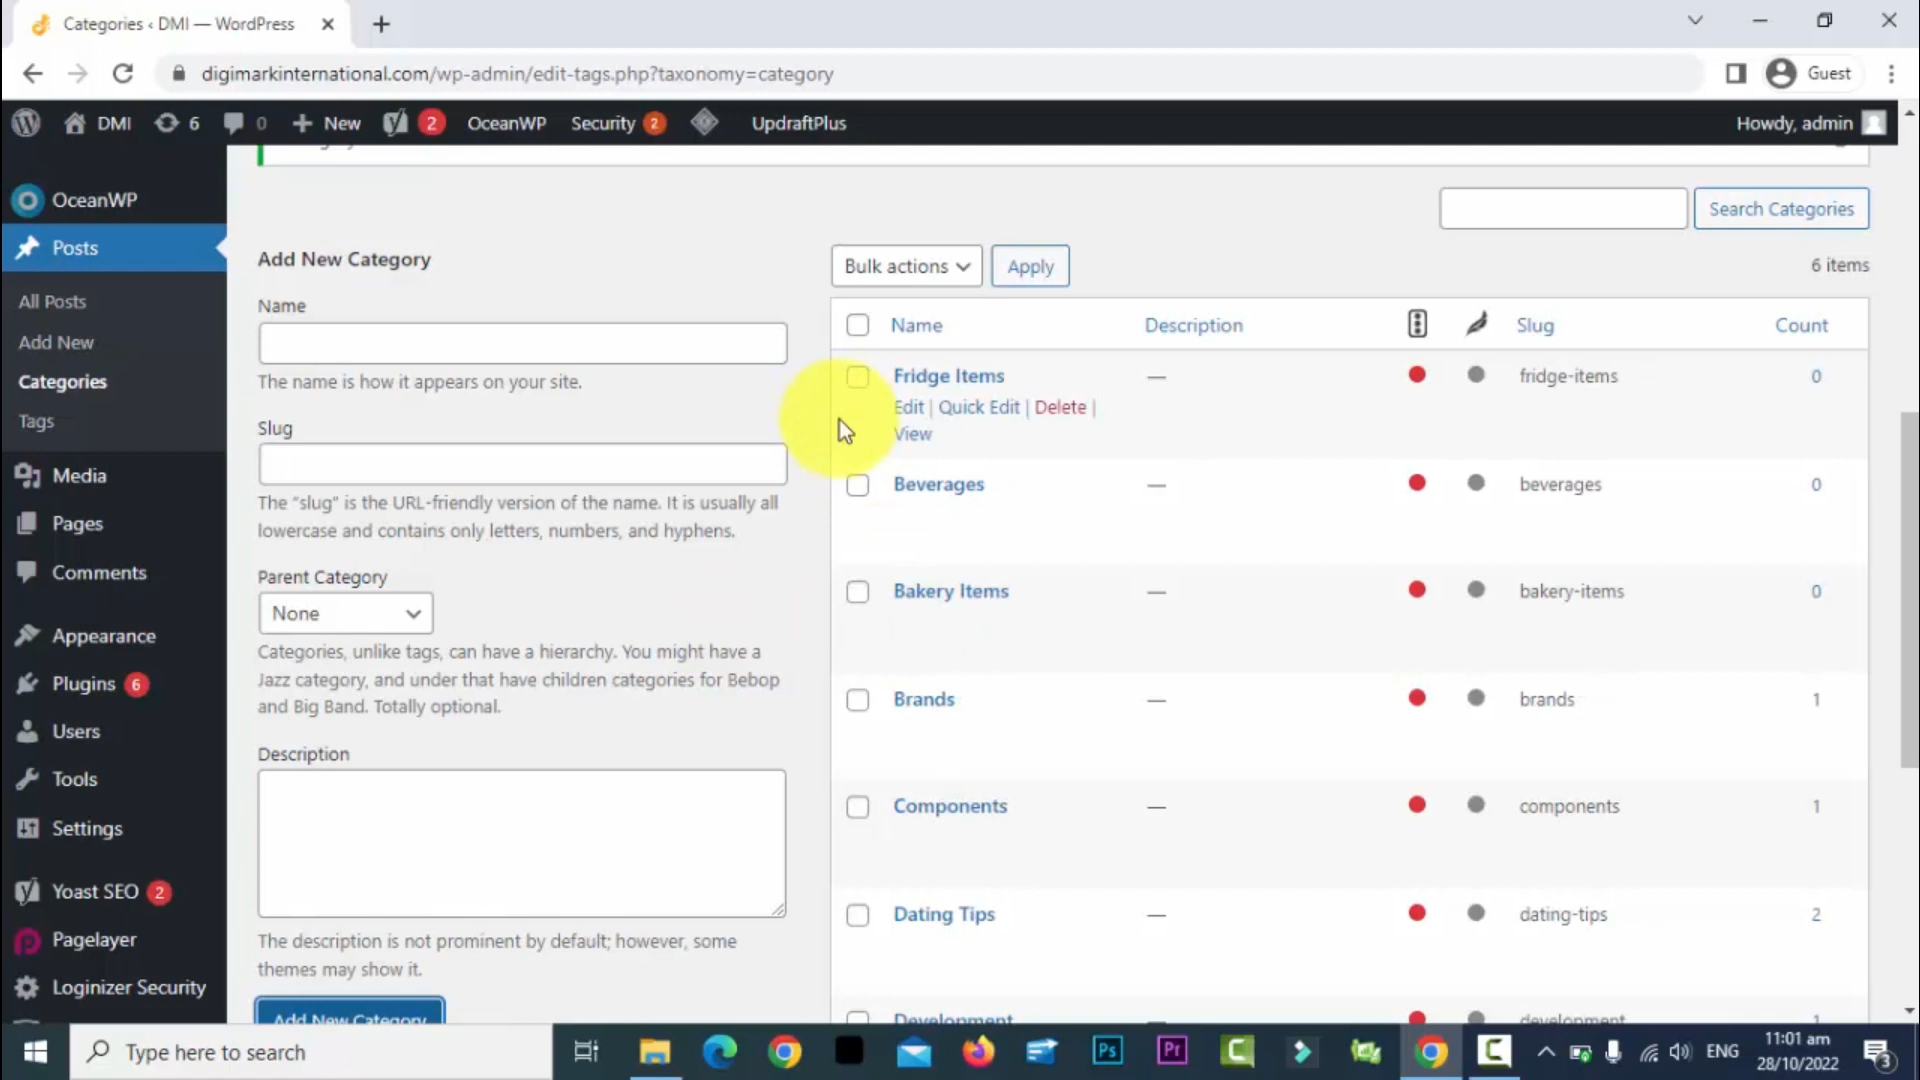 Categories ‹ DMI — WordPress
digimarkinternational.com/wp-admin/edit-tags.php?taxonomy=category
Guest
DMI
6
0
New
2
OceanWP
Security 2
UpdraftPlus
Howdy, admin
OceanWP
Posts
All Posts
Add New
Categories
Tags
Media
Pages
Comments
Appearance
Plugins 6
Users
Tools
Settings
Yoast SEO 2
Pagelayer
Loginizer Security
Search Categories
Add New Category
Name
The name is how it appears on your site.
Slug
The “slug” is the URL-friendly version of the name. It is usually all
lowercase and contains only letters, numbers, and hyphens.
Parent Category
None
Categories, unlike tags, can have a hierarchy. You might have a
Jazz category, and under that have children categories for Bebop
and Big Band. Totally optional.
Description
The description is not prominent by default; however, some
themes may show it.
Add New Category
Bulk actions
Apply
6 items
Name Description Slug Count
Fridge Items — fridge-items 0
Edit | Quick Edit | Delete |
View
Beverages — beverages 0
Bakery Items — bakery-items 0
Brands — brands 1
Components — components 1
Dating Tips — dating-tips 2
Development — development 1
Type here to search
Ps
Pr
ENG
11:01 am
28/10/2022
3